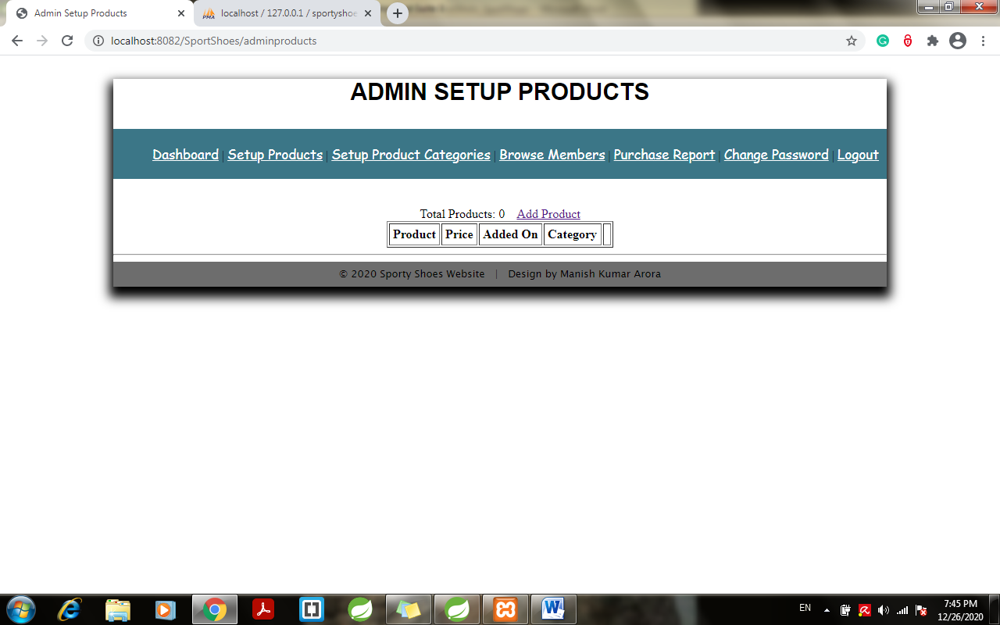 Admin Setup Products
localhost / 127.0.0.1 / sportyshoe
localhost:8082/SportShoes/adminproducts
ADMIN SETUP PRODUCTS
Dashboard | Setup Products | Setup Product Categories | Browse Members | Purchase Report | Change Password | Logout
Total Products: 0 Add Product
Product Price Added On Category
© 2020 Sporty Shoes Website | Design by Manish Kumar Arora
EN
7:45 PM
12/26/2020